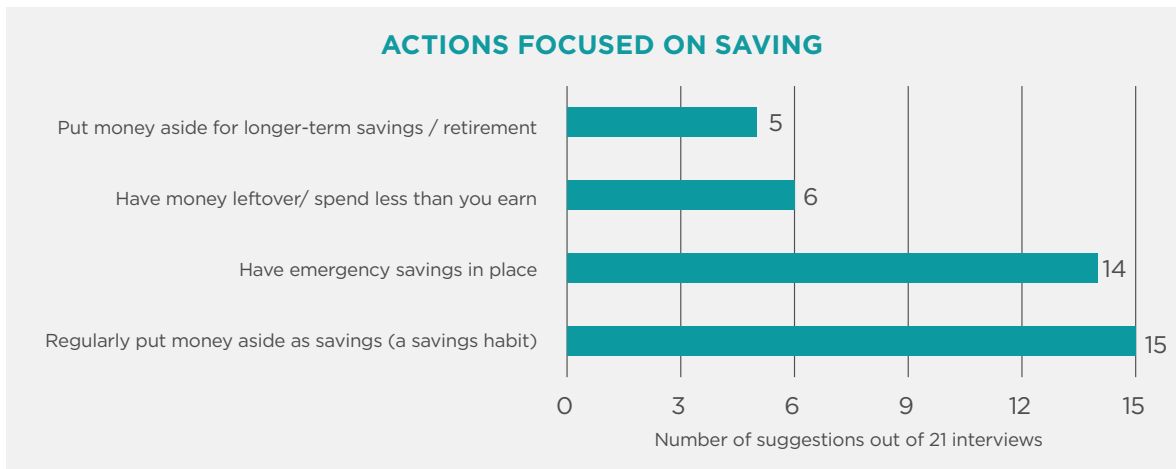 ACTIONS FOCUSED ON SAVING
Put money aside for longer-term savings / retirement
5
Have money leftover/ spend less than you earn
6
Have emergency savings in place
14
Regularly put money aside as savings (a savings habit)
15
0 3 6 9 12 15
Number of suggestions out of 21 interviews